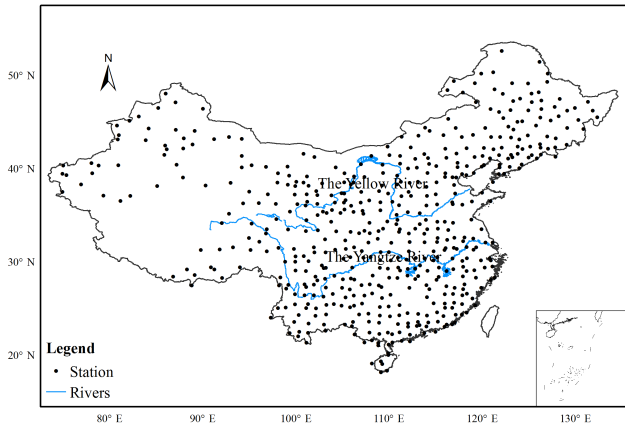 N
50° N
40° N
30° N
20° N
The Yellow River
The Yangtze River
Legend
Station
Rivers
80° E
90° E
100° E
110° E
120° E
130° E